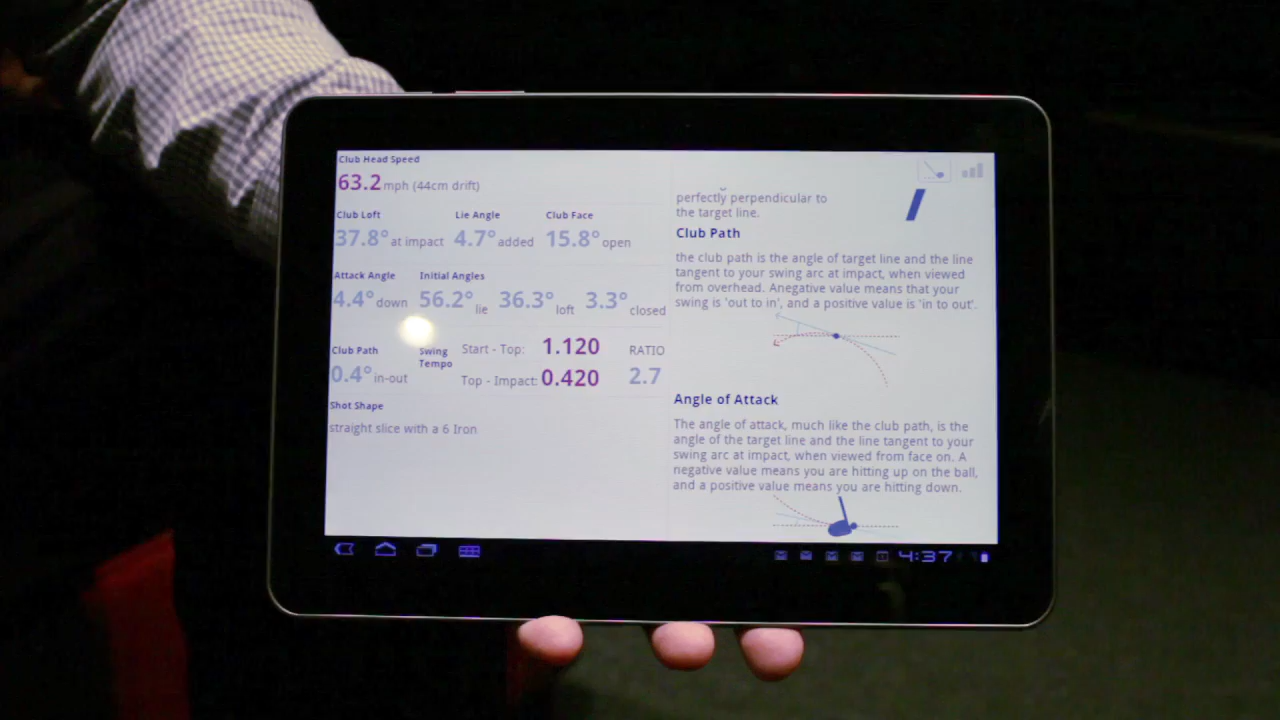 Club Head Speed
63.2 mph (44cm drift)
Club Loft Lie Angle Club Face
37.8° at impact 4.7° added 15.8° open
Attack Angle Initial Angles
4.4° down 56.2° lie 36.3° loft 3.3° closed
Club Path Swing Tempo Start - Top: 1.120 RATIO
0.4° in-out Top - Impact: 0.420 2.7
Shot Shape
straight slice with a 6 Iron
perfectly perpendicular to
the target line.
Club Path
the club path is the angle of target line and the line
tangent to your swing arc at impact, when viewed
from overhead. Anegative value means that your
swing is 'out to in', and a positive value is 'in to out'.
Angle of Attack
The angle of attack, much like the club path, is the
angle of the target line and the line tangent to your
swing arc at impact, when viewed from face on. A
negative value means you are hitting up on the ball,
and a positive value means you are hitting down.
4:37